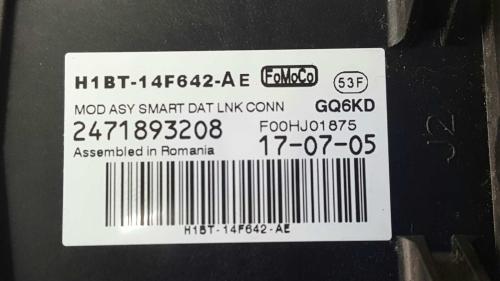 H1BT-14F642-AE FoMoCo 53F
MOD ASY SMART DAT LNK CONN GQ6KD
2471893208 F00HJ01875
Assembled in Romania 17-07-05
H1BT-14F642-AE
J2